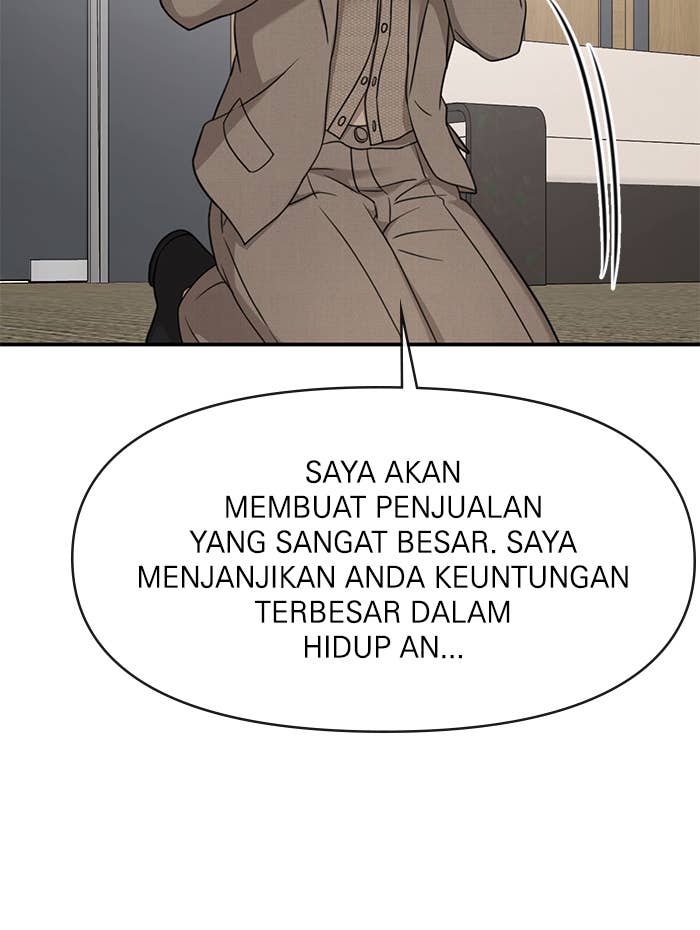 SAYA AKAN
MEMBUAT PENJUALAN
YANG SANGAT BESAR. SAYA
MENJANJIKAN ANDA KEUNTUNGAN
TERBESAR DALAM
HIDUP AN...